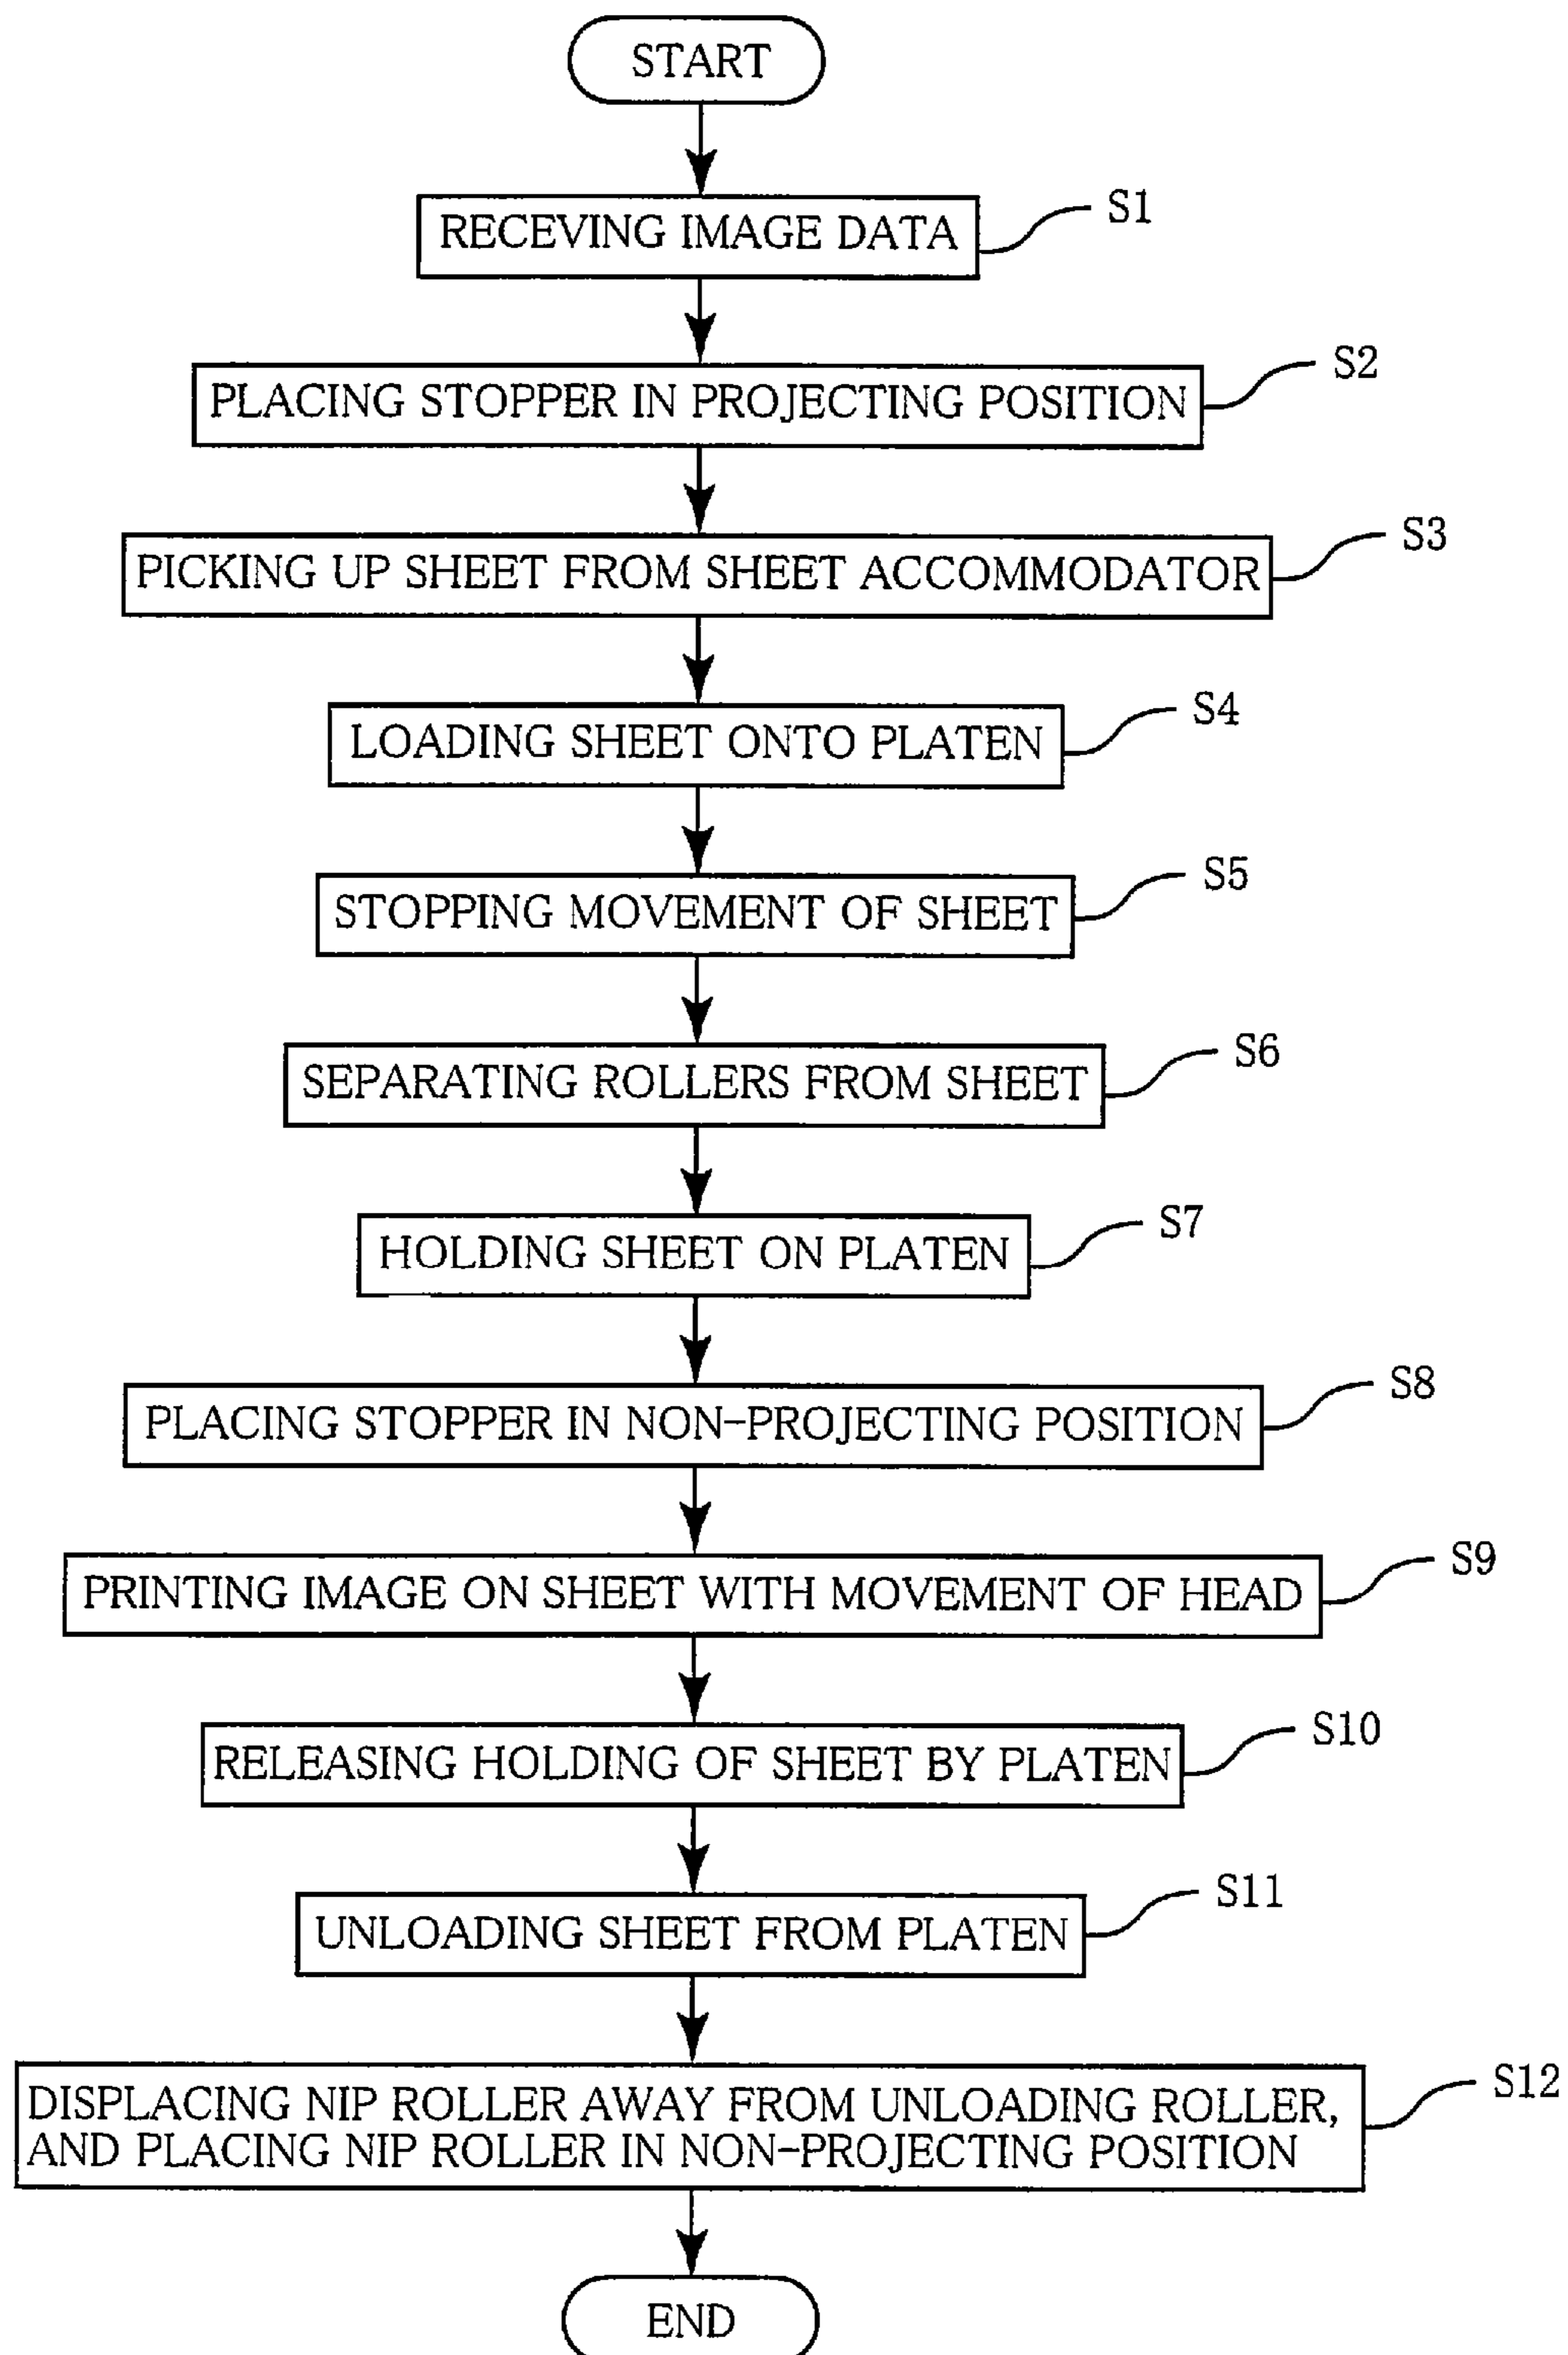 START
RECEVING IMAGE DATA
S1
PLACING STOPPER IN PROJECTING POSITION
S2
PICKING UP SHEET FROM SHEET ACCOMMODATOR
S3
LOADING SHEET ONTO PLATEN
S4
STOPPING MOVEMENT OF SHEET
S5
SEPARATING ROLLERS FROM SHEET
S6
HOLDING SHEET ON PLATEN
S7
PLACING STOPPER IN NON-PROJECTING POSITION
S8
PRINTING IMAGE ON SHEET WITH MOVEMENT OF HEAD
S9
RELEASING HOLDING OF SHEET BY PLATEN
S10
UNLOADING SHEET FROM PLATEN
S11
DISPLACING NIP ROLLER AWAY FROM UNLOADING ROLLER,
AND PLACING NIP ROLLER IN NON-PROJECTING POSITION
S12
END